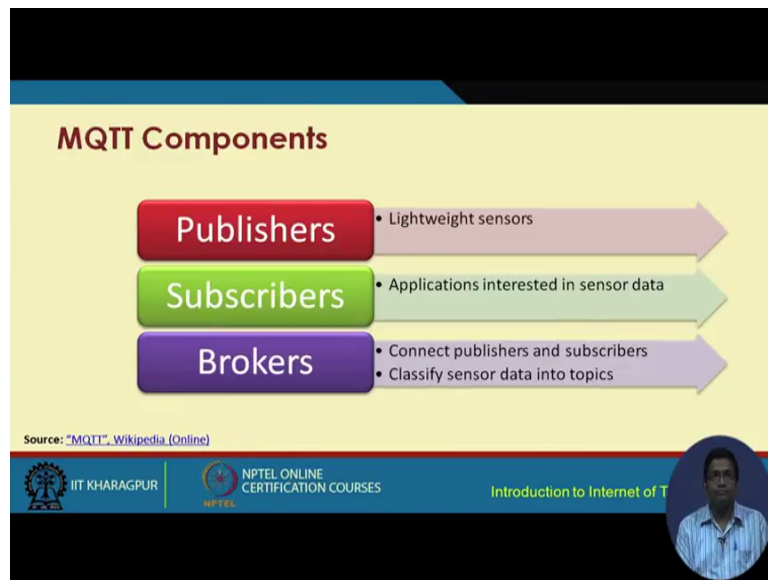 MQTT Components
Publishers
• Lightweight sensors
Subscribers
• Applications interested in sensor data
Brokers
• Connect publishers and subscribers
• Classify sensor data into topics
Source: "MQTT", Wikipedia (Online)
IIT KHARAGPUR
NPTEL
NPTEL ONLINE
CERTIFICATION COURSES
Introduction to Internet of T